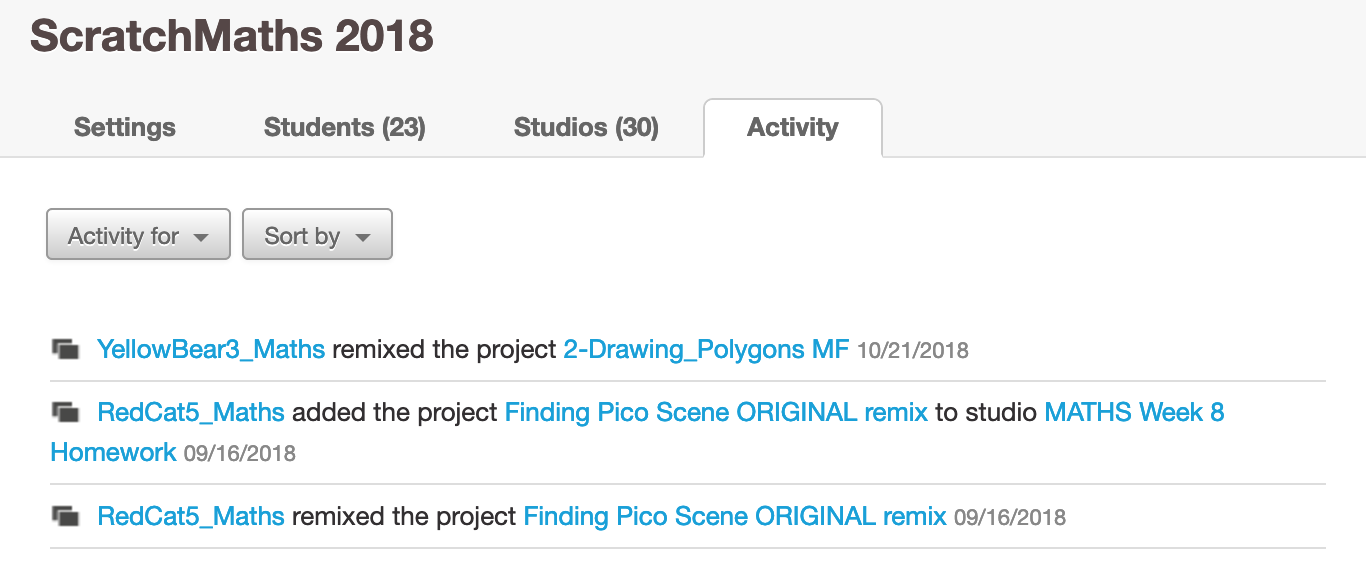 ScratchMaths 2018
Settings
Students (23)
Studios (30)
Activity
Activity for
Sort by
YellowBear3_Maths remixed the project 2-Drawing_Polygons MF 10/21/2018
RedCat5_Maths added the project Finding Pico Scene ORIGINAL remix to studio MATHS Week 8
Homework 09/16/2018
RedCat5_Maths remixed the project Finding Pico Scene ORIGINAL remix 09/16/2018